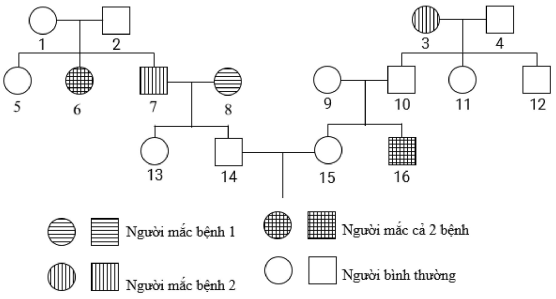 1 2 3 4
5 6 7 8 9 10 11 12
13 14 15 16
Người mắc bệnh 1 Người mắc cả 2 bệnh
Người mắc bệnh 2 Người bình thường